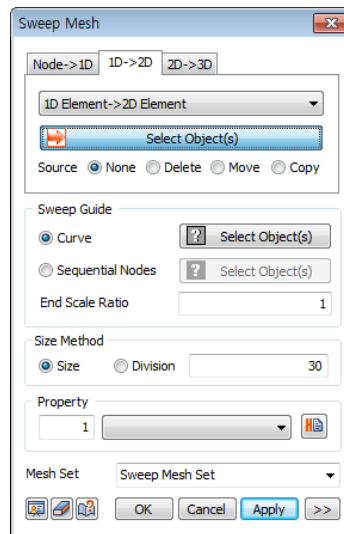 Sweep Mesh
Node->1D 1D->2D 2D->3D
1D Element->2D Element
Select Object(s)
Source None Delete Move Copy
Sweep Guide
Curve Select Object(s)
Sequential Nodes Select Object(s)
End Scale Ratio 1
Size Method
Size Division 30
Property
1
Mesh Set Sweep Mesh Set
OK Cancel Apply >>